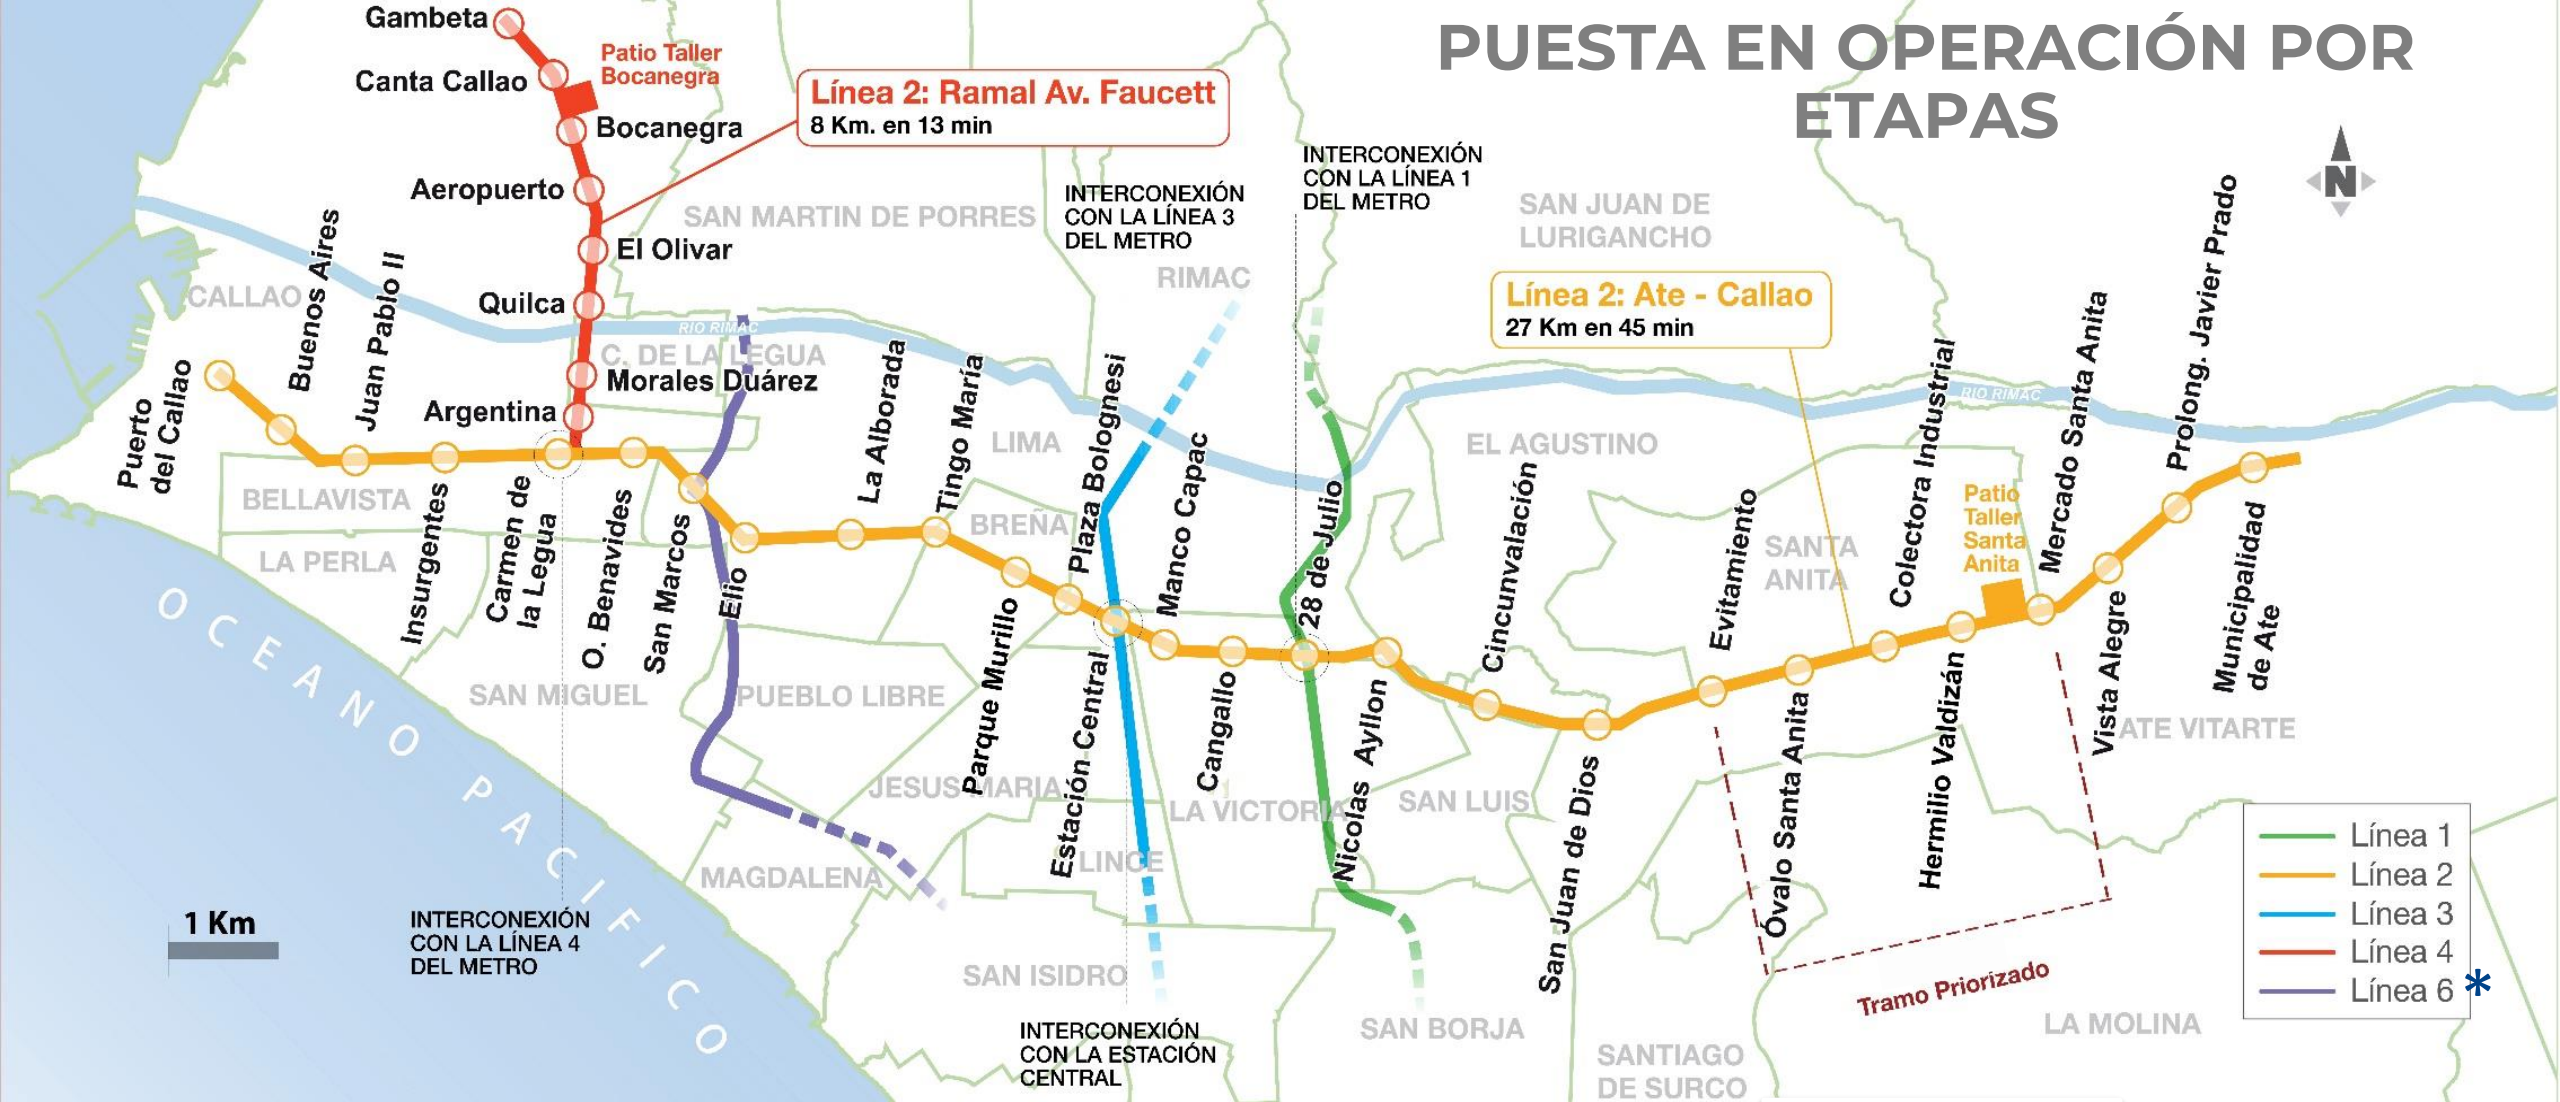 PUESTA EN OPERACIÓN POR
ETAPAS
Gambeta
Canta Callao
Patio Taller
Bocanegra
Bocanegra
Línea 2: Ramal Av. Faucett
8 Km. en 13 min
Aeropuerto
El Olivar
Quilca
Morales Duárez
Argentina
INTERCONEXIÓN
CON LA LÍNEA 3
DEL METRO
INTERCONEXIÓN
CON LA LÍNEA 1
DEL METRO
N
SAN MARTIN DE PORRES
SAN JUAN DE
LURIGANCHO
RIMAC
CALLAO
Línea 2: Ate - Callao
27 Km en 45 min
RIO RIMAC
C. DE LA LEGUA
RIO RIMAC
LIMA
EL AGUSTINO
BELLAVISTA
BREÑA
LA PERLA
SANTA
ANITA
Patio
Taller
Santa
Anita
Puerto
del Callao
Buenos Aires
Juan Pablo II
Insurgentes
Carmen de
la Legua
O. Benavides
San Marcos
Elio
La Alborada
Tingo María
Parque Murillo
Plaza Bolognesi
Estación Central
Manco Capac
Cangallo
28 de Julio
Nicolas Ayllon
Cincunvalación
San Juan de Dios
Evitamiento
Óvalo Santa Anita
Colectora Industrial
Hermilio Valdizán
Mercado Santa Anita
Vista Alegre
Prolong. Javier Prado
Municipalidad
de Ate
SAN MIGUEL
PUEBLO LIBRE
JESUS MARIA
LA VICTORIA
SAN LUIS
ATE VITARTE
MAGDALENA
LINCE
SAN ISIDRO
SAN BORJA
SANTIAGO
DE SURCO
LA MOLINA
OCEANO PACIFICO
1 Km
INTERCONEXIÓN
CON LA LÍNEA 4
DEL METRO
INTERCONEXIÓN
CON LA ESTACIÓN
CENTRAL
Tramo Priorizado
Línea 1
Línea 2
Línea 3
Línea 4
Línea 6 *